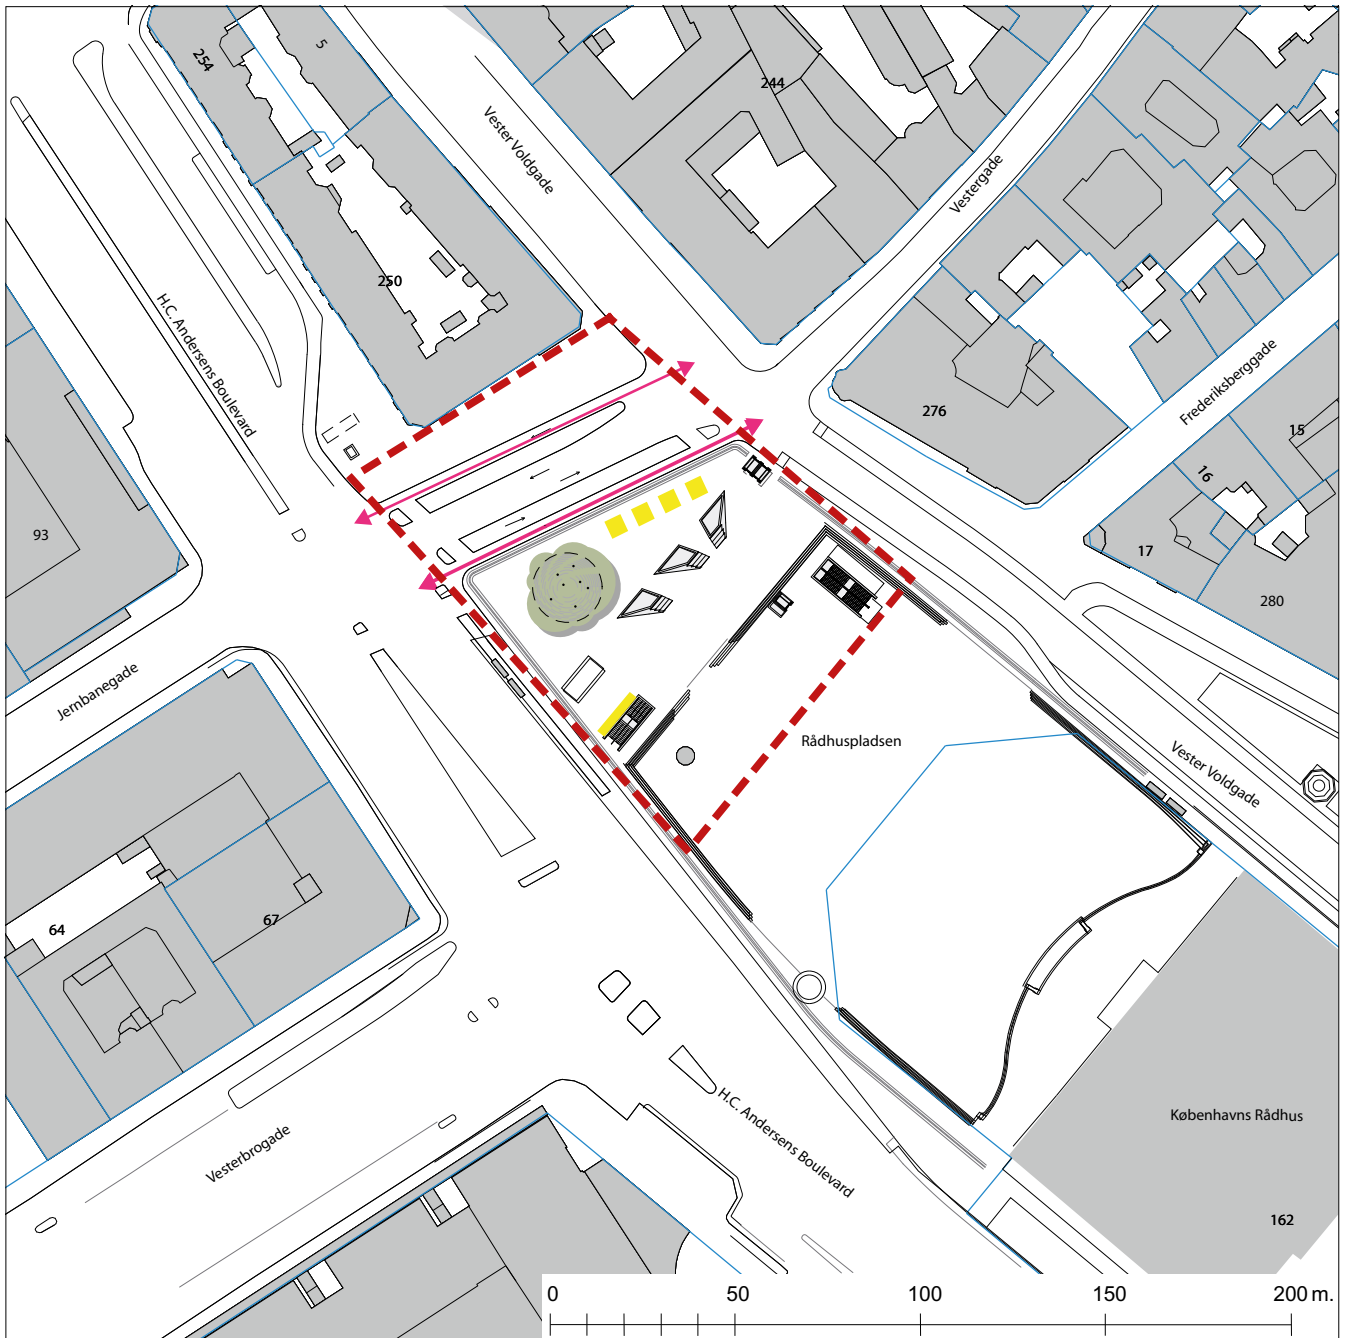 254
5
244
Vester Voldgade
Vestergade
250
H.C. Andersens Boulevard
276
Frederiksberggade
15
16
17
93
280
Jernbanegade
Rådhuspladsen
Vester Voldgade
64
67
H.C. Andersens Boulevard
Københavns Rådhus
Vesterbrogade
162
0 50 100 150 200 m.